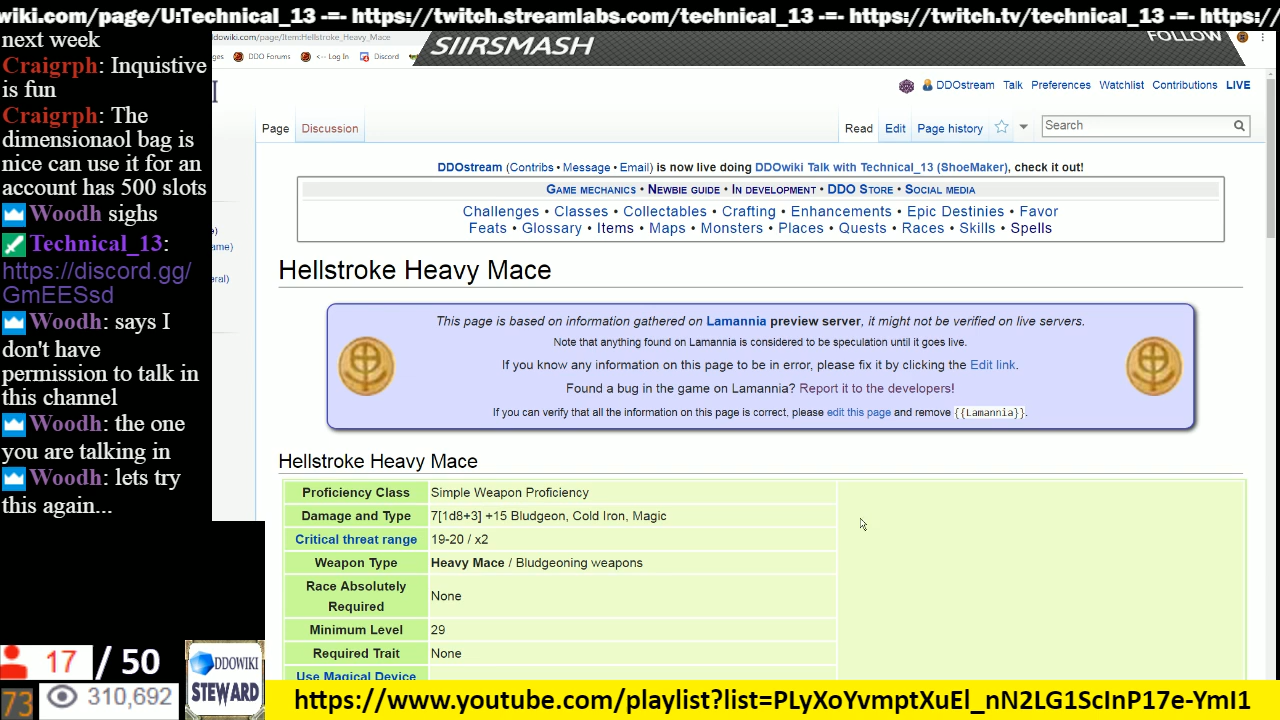 wiki.com/page/U:Technical_13 -=- https://twitch.streamlabs.com/technical_13 -=- https://twitch.tv/technical_13 -=- https:/
next week
Craigrph: Inquistive
is fun
Craigrph: The
dimensionaol bag is
nice can use it for an
account has 500 slots
Woodh sighs
Technical_13:
https://discord.gg/
GmEESsd
Woodh: says I
don't have
permission to talk in
this channel
Woodh: the one
you are talking in
Woodh: lets try
this again...
17 / 50
73 310,692
DDOWIKI
STEWARD
ddowiki.com/page/Item:Hellstroke_Heavy_Mace
SIIRSMASH
FOLLOW
ges DDO Forums <-- Log In Discord
DDOstream Talk Preferences Watchlist Contributions LIVE
Page Discussion Read Edit Page history Search
DDOstream (Contribs • Message • Email) is now live doing DDOwiki Talk with Technical_13 (ShoeMaker), check it out!
Game mechanics • Newbie guide • In development • DDO Store • Social media
Challenges • Classes • Collectables • Crafting • Enhancements • Epic Destinies • Favor
Feats • Glossary • Items • Maps • Monsters • Places • Quests • Races • Skills • Spells
ame)
eral)
Hellstroke Heavy Mace
This page is based on information gathered on Lamannia preview server, it might not be verified on live servers.
Note that anything found on Lamannia is considered to be speculation until it goes live.
If you know any information on this page to be in error, please fix it by clicking the Edit link.
Found a bug in the game on Lamannia? Report it to the developers!
If you can verify that all the information on this page is correct, please edit this page and remove {{Lamannia}}.
Hellstroke Heavy Mace
Proficiency Class Simple Weapon Proficiency
Damage and Type 7[1d8+3] +15 Bludgeon, Cold Iron, Magic
Critical threat range 19-20 / x2
Weapon Type Heavy Mace / Bludgeoning weapons
Race Absolutely
Required None
Minimum Level 29
Required Trait None
Use Magical Device
https://www.youtube.com/playlist?list=PLyXoYvmptXuEl_nN2LG1ScInP17e-YmI1